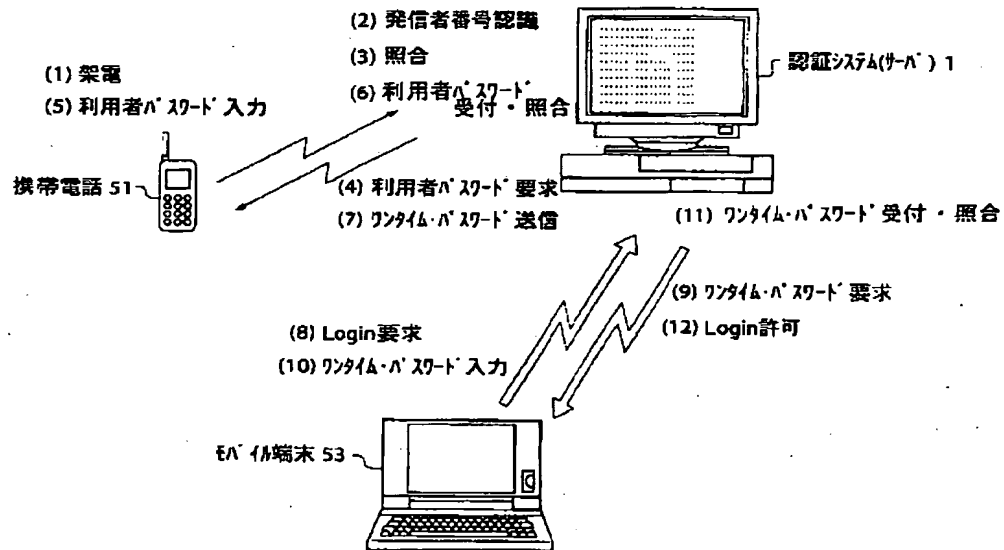 (2) 発信者番号認識
(3) 照合
(6) 利用者ﾊﾟｽﾜｰﾄﾞ
受付・照合
(1) 架電
(5) 利用者ﾊﾟｽﾜｰﾄﾞ入力
認証ｼｽﾃﾑ(ｻｰﾊﾞ) 1
携帯電話 51
(4) 利用者ﾊﾟｽﾜｰﾄﾞ要求
(7) ﾜﾝﾀｲﾑ・ﾊﾟｽﾜｰﾄﾞ送信
(11) ﾜﾝﾀｲﾑ・ﾊﾟｽﾜｰﾄﾞ受付・照合
(9) ﾜﾝﾀｲﾑ・ﾊﾟｽﾜｰﾄﾞ要求
(12) Login許可
(8) Login要求
(10) ﾜﾝﾀｲﾑ・ﾊﾟｽﾜｰﾄﾞ入力
ﾓﾊﾞｲﾙ端末 53